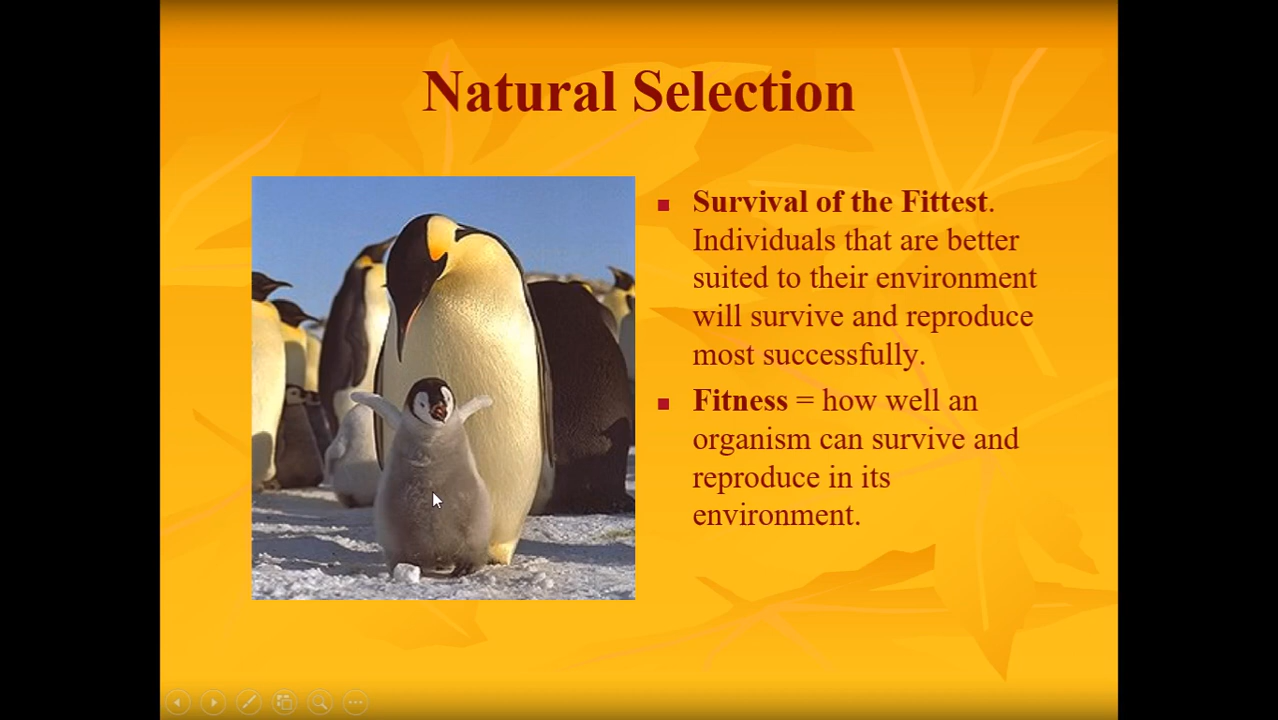 Natural Selection
Survival of the Fittest.
Individuals that are better
suited to their environment
will survive and reproduce
most successfully.
Fitness = how well an
organism can survive and
reproduce in its
environment.